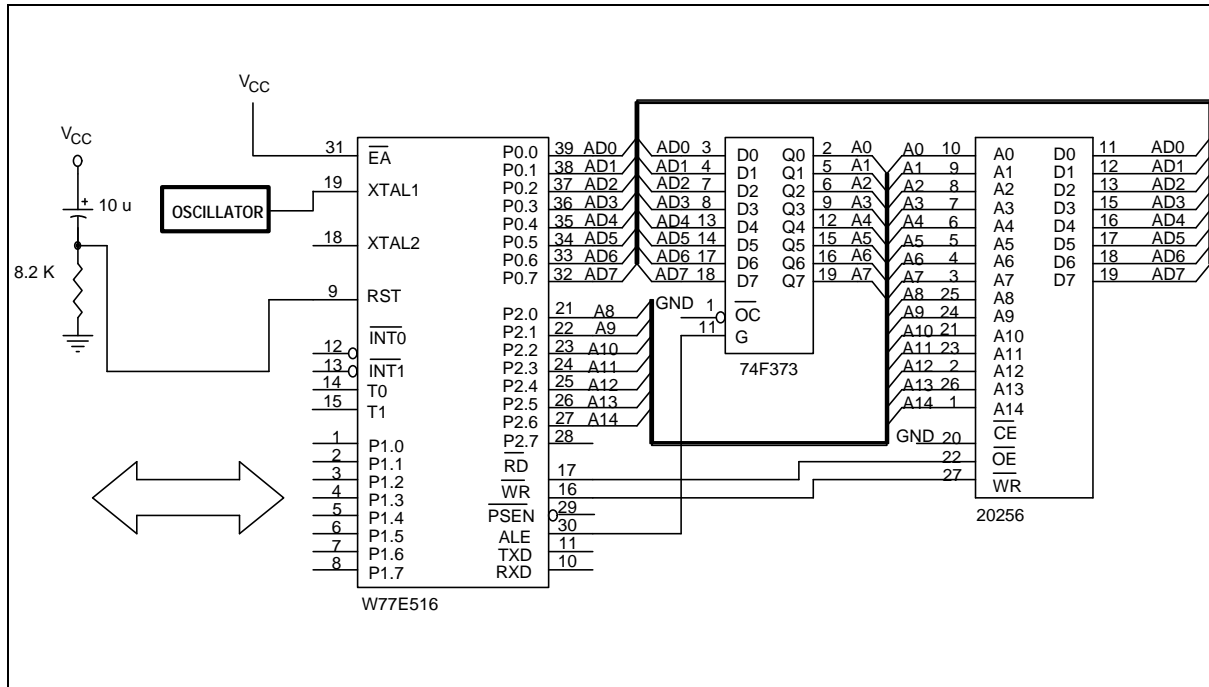 VCC
10 u
8.2 K
VCC
OSCILLATOR
31 EA
19 XTAL1
18 XTAL2
9 RST
12 INT0
13 INT1
14 T0
15 T1
1 P1.0
2 P1.1
3 P1.2
4 P1.3
5 P1.4
6 P1.5
7 P1.6
8 P1.7
P0.0 39 AD0
P0.1 38 AD1
P0.2 37 AD2
P0.3 36 AD3
P0.4 35 AD4
P0.5 34 AD5
P0.6 33 AD6
P0.7 32 AD7
P2.0 21 A8
P2.1 22 A9
P2.2 23 A10
P2.3 24 A11
P2.4 25 A12
P2.5 26 A13
P2.6 27 A14
P2.7 28
RD 17
WR 16
PSEN 29
ALE 30
TXD 11
RXD 10
W77E516
AD0 3 D0 Q0 2 A0
AD1 4 D1 Q1 5 A1
AD2 7 D2 Q2 6 A2
AD3 8 D3 Q3 9 A3
AD4 13 D4 Q4 12 A4
AD5 14 D5 Q5 15 A5
AD6 17 D6 Q6 16 A6
AD7 18 D7 Q7 19 A7
GND 1 OC
11 G
74F373
A0 10 A0 D0 11 AD0
A1 9 A1 D1 12 AD1
A2 8 A2 D2 13 AD2
A3 7 A3 D3 15 AD3
A4 6 A4 D4 16 AD4
A5 5 A5 D5 17 AD5
A6 4 A6 D6 18 AD6
A7 3 A7 D7 19 AD7
A8 25 A8
A9 24 A9
A10 21 A10
A11 23 A11
A12 2 A12
A13 26 A13
A14 1 A14
GND 20 CE
22 OE
27 WR
20256